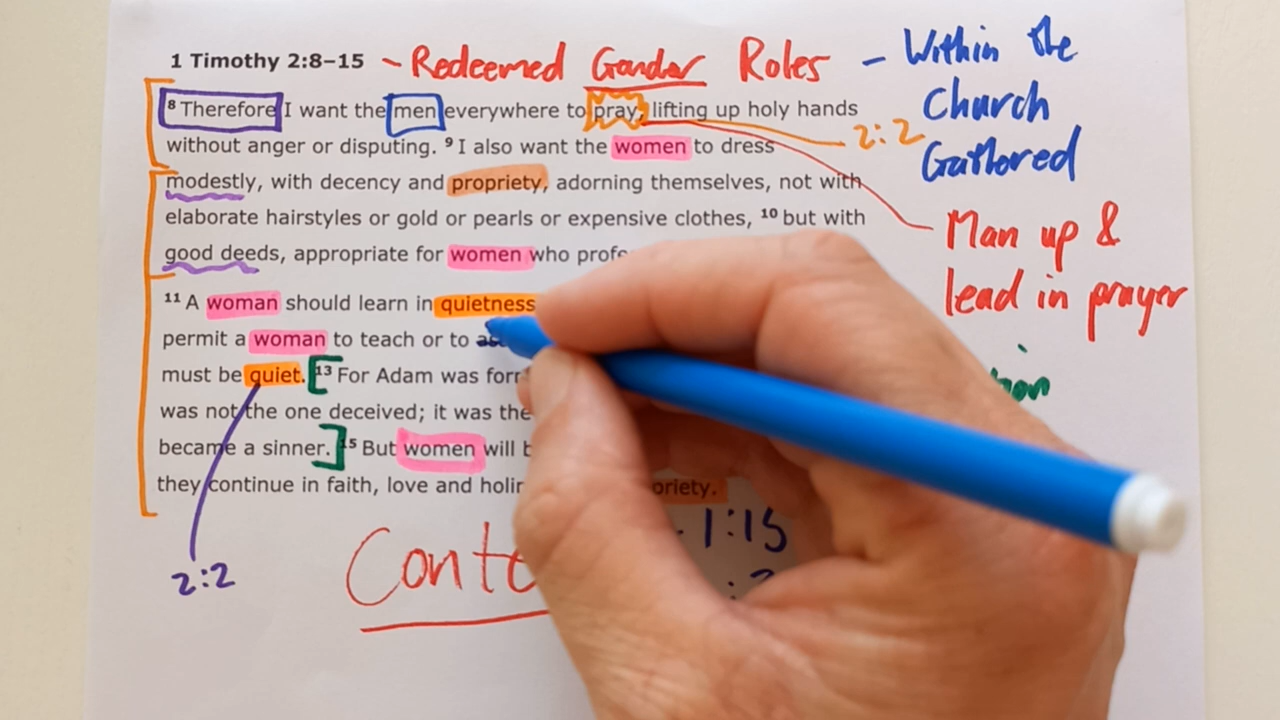 1 Timothy 2:8–15 ~ Redeemed Gender Roles – Within the
Church
Gathered
8 Therefore I want the men everywhere to pray, lifting up holy hands
2:2
without anger or disputing. 9 I also want the women to dress
modestly, with decency and propriety, adorning themselves, not with
elaborate hairstyles or gold or pearls or expensive clothes, 10 but with
Man up &
lead in prayer
good deeds, appropriate for women who
11 A woman should learn in quietness
permit a woman to teach or to
must be quiet. [13 For Adam was
was not the one deceived; it was the
became a sinner.] 15 But women will
they continue in faith, love and
2:2
1:15